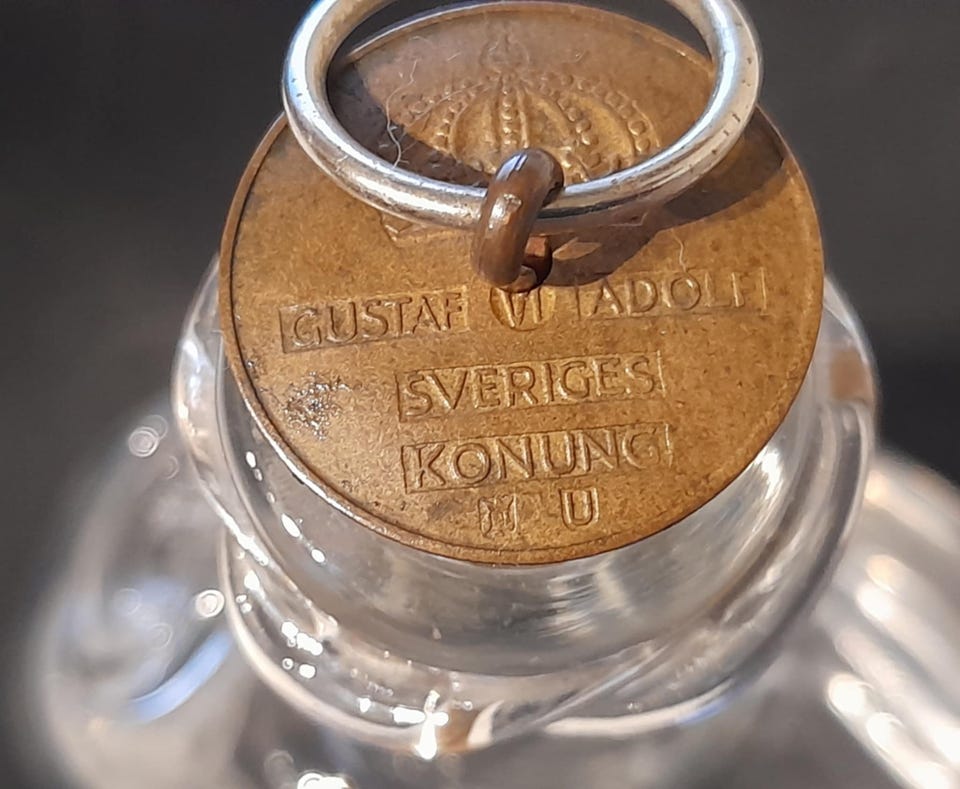 GUSTAF VI ADOLF
SVERIGES
KONUNG
M U